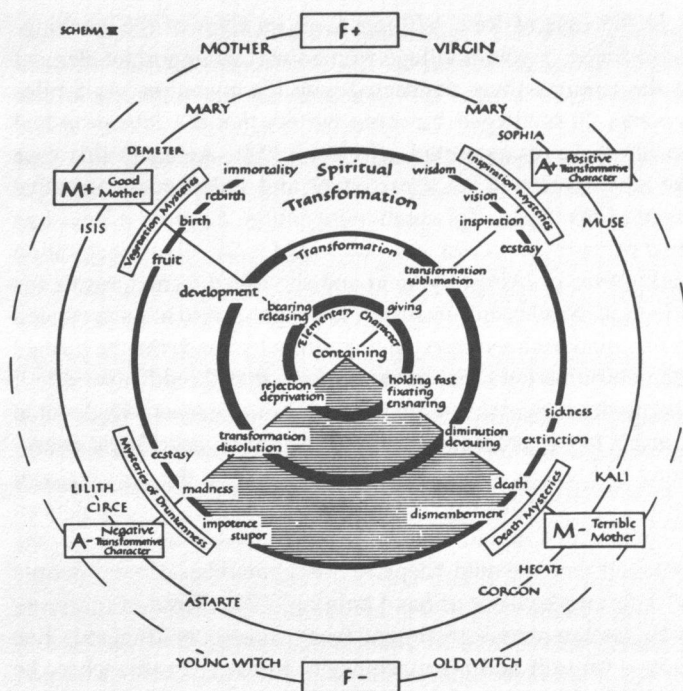 SCHEMA III
F+
MOTHER
VIRGIN
MARY
MARY
DEMETER
SOPHIA
M+ Good Mother
A+ Positive Transformative Character
ISIS
MUSE
Vegetation Mysteries
Inspiration Mysteries
Spiritual
Transformation
immortality
rebirth
birth
fruit
wisdom
vision
inspiration
ecstasy
Transformation
development
transformation
sublimation
bearing
releasing
giving
Elementary Character
Containing
rejection
deprivation
holding fast
fixating
ensnaring
transformation
dissolution
diminution
devouring
sickness
extinction
ecstasy
madness
death
impotence
stupor
dismemberment
Mysteries of Drunkenness
Death Mysteries
LILITH
CIRCE
KALI
A- Negative Transformative Character
M- Terrible Mother
HECATE
GORGON
ASTARTE
YOUNG WITCH
OLD WITCH
F-